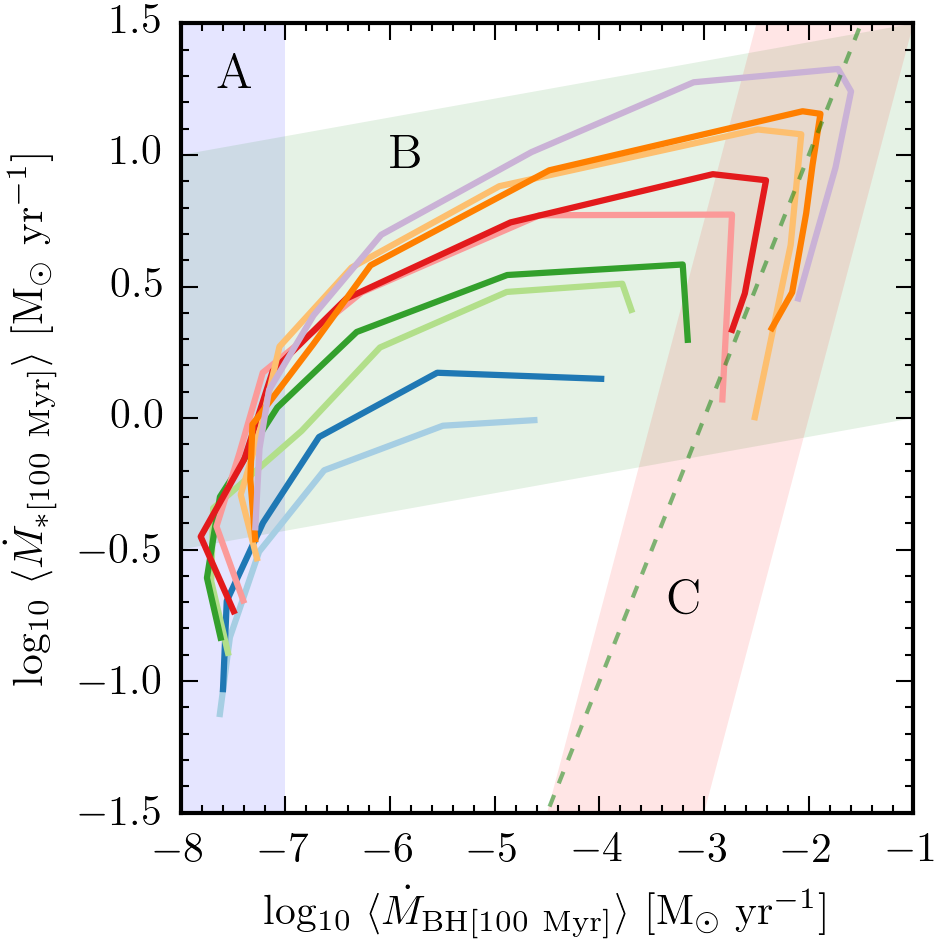 1.5
1.0
0.5
0.0
−0.5
−1.0
−1.5
log₁₀ ⟨Ṁ∗[100 Myr]⟩ [M⊙ yr⁻¹]
A
B
C
−8 −7 −6 −5 −4 −3 −2 −1
log₁₀ ⟨ṀBH[100 Myr]⟩ [M⊙ yr⁻¹]